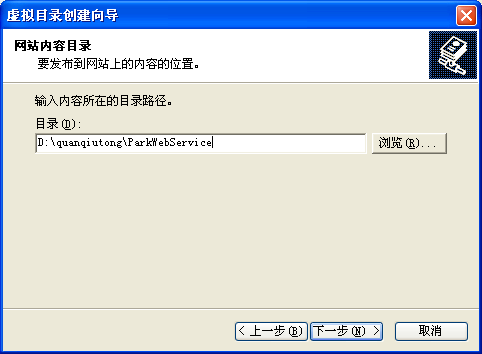 虚拟目录创建向导
网站内容目录
要发布到网站上的内容的位置。
输入内容所在的目录路径。
目录(D):
D:\quanqiutong\ParkWebService
浏览(R)...
< 上一步(B)
下一步(N) >
取消